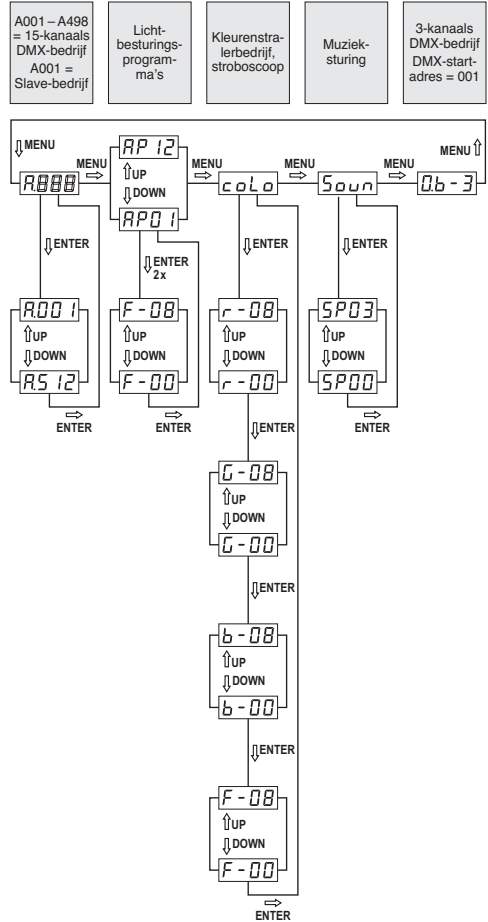 A001 – A498
= 15-kanaals
DMX-bedrijf
A001 =
Slave-bedrijf
Licht-
besturings-
program-
ma's
Kleurenstra-
lerbedrijf,
stroboscoop
Muziek-
sturing
3-kanaals
DMX-bedrijf
DMX-start-
adres = 001
MENU
MENU
A.888
MENU
AP12
UP
DOWN
AP01
MENU
coLo
MENU
Soun
MENU
0.b-3
ENTER
ENTER
2x
ENTER
ENTER
A.001
UP
DOWN
A.512
ENTER
F-08
UP
DOWN
F-00
ENTER
r-08
UP
DOWN
r-00
SP03
UP
DOWN
SP00
ENTER
ENTER
G-08
UP
DOWN
G-00
ENTER
b-08
UP
DOWN
b-00
ENTER
F-08
UP
DOWN
F-00
ENTER